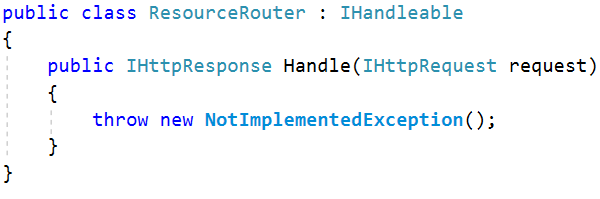 public class ResourceRouter : IHandleable
{
    public IHttpResponse Handle(IHttpRequest request)
    {
        throw new NotImplementedException();
    }
}